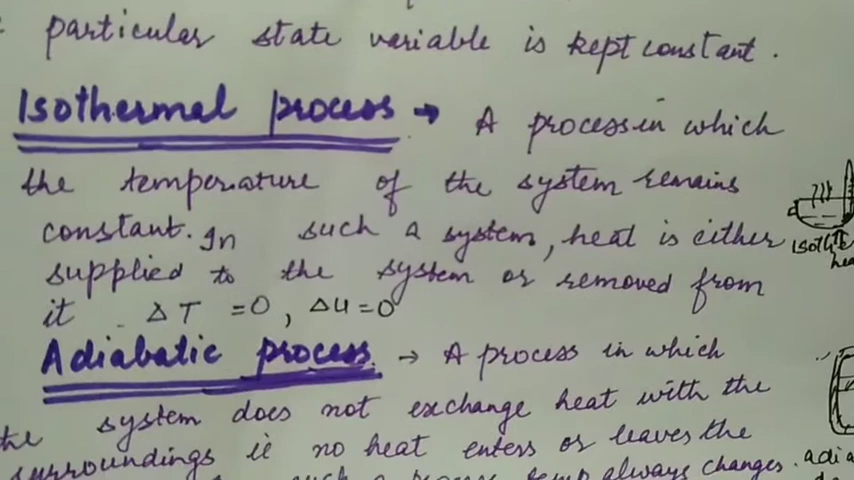 particular state variable is kept constant.
Isothermal process → A process in which
the temperature of the system remains
constant. In such a system, heat is either
supplied to the system or removed from
it ΔT = 0, ΔU = 0
Adiabatic process → A process in which
the system does not exchange heat with the
surroundings ie no heat enters or leaves the
such a process temp always changes.